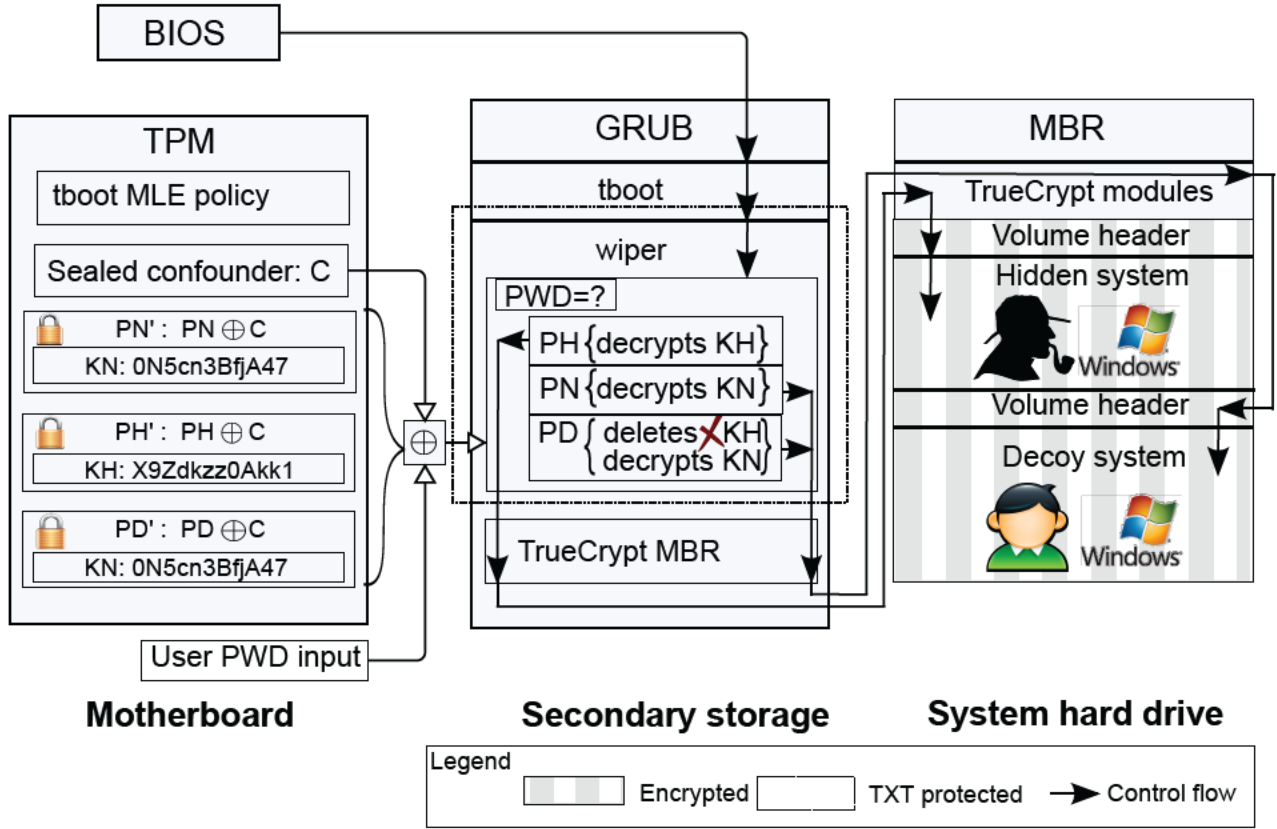 BIOS
TPM
tboot MLE policy
Sealed confounder: C
PN' : PN ⊕ C
KN: 0N5cn3BfjA47
PH' : PH ⊕ C
KH: X9Zdkzz0Akk1
PD' : PD ⊕ C
KN: 0N5cn3BfjA47
User PWD input
Motherboard
⊕
GRUB
tboot
wiper
PWD=?
PH {decrypts KH}
PN {decrypts KN}
PD { deletes KH
decrypts KN }
TrueCrypt MBR
Secondary storage
MBR
TrueCrypt modules
Volume header
Hidden system
Windows
Volume header
Decoy system
Windows
System hard drive
Legend
Encrypted
TXT protected
Control flow